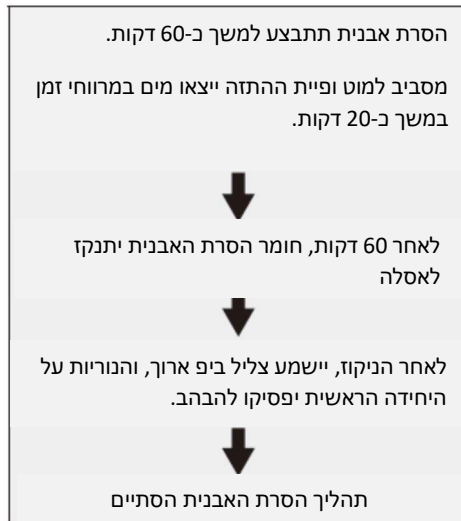 הסרת אבנית תתבצע למשך כ-60 דקות.
מסביב למוט ופיית ההתזה ייצאו מים במרווחי זמן
במשך כ-20 דקות.
לאחר 60 דקות, חומר הסרת האבנית יתנקז
לאסלה
לאחר הניקוז, יישמע צליל ביפ ארוך, והנוריות על
היחידה הראשית יפסיקו להבהב.
תהליך הסרת האבנית הסתיים